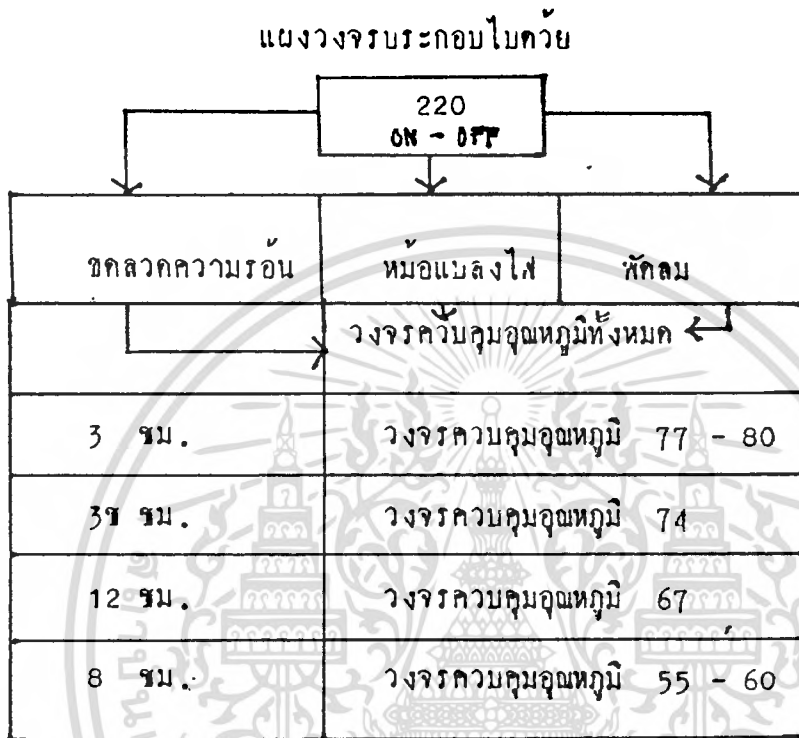 แผงวงจรประกอบไบควัย
220
ON - OFF
ขดลวดความรอ้น หม้อแปลงไฟ พัดลม
วงจรควับคุมอุณหภูมิทั้งหมด
3 ชม. วงจรควบคุมอุณหภูมิ 77 - 80
ชม. วงจรควบคุมอุณหภูมิ 74
12 ชม. วงจรควบคุมอุณหภูมิ 67
8 ชม. วงจรควบคุมอุณหภูมิ 55 - 60